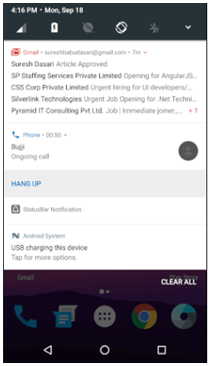 4:16 PM • Mon, Sep 18
Gmail • sureshbabudasari@gmail.com • 7m
Suresh Dasari Article Approved
SP Staffing Services Private Limited Opening for AngularJS...
CSS Corp Private Limited Urgent hiring for UI developers/...
Silverlink Technologies Urgent Job Opening for .Net Techni...
Pyramid IT Consulting Pvt Ltd. Job | Immediate joiner,... +1
Phone • 00:50
Bujji
Ongoing call
HANG UP
StatusBar Notification
Android System
USB charging this device
Tap for more options.
Gmail Play Store
CLEAR ALL